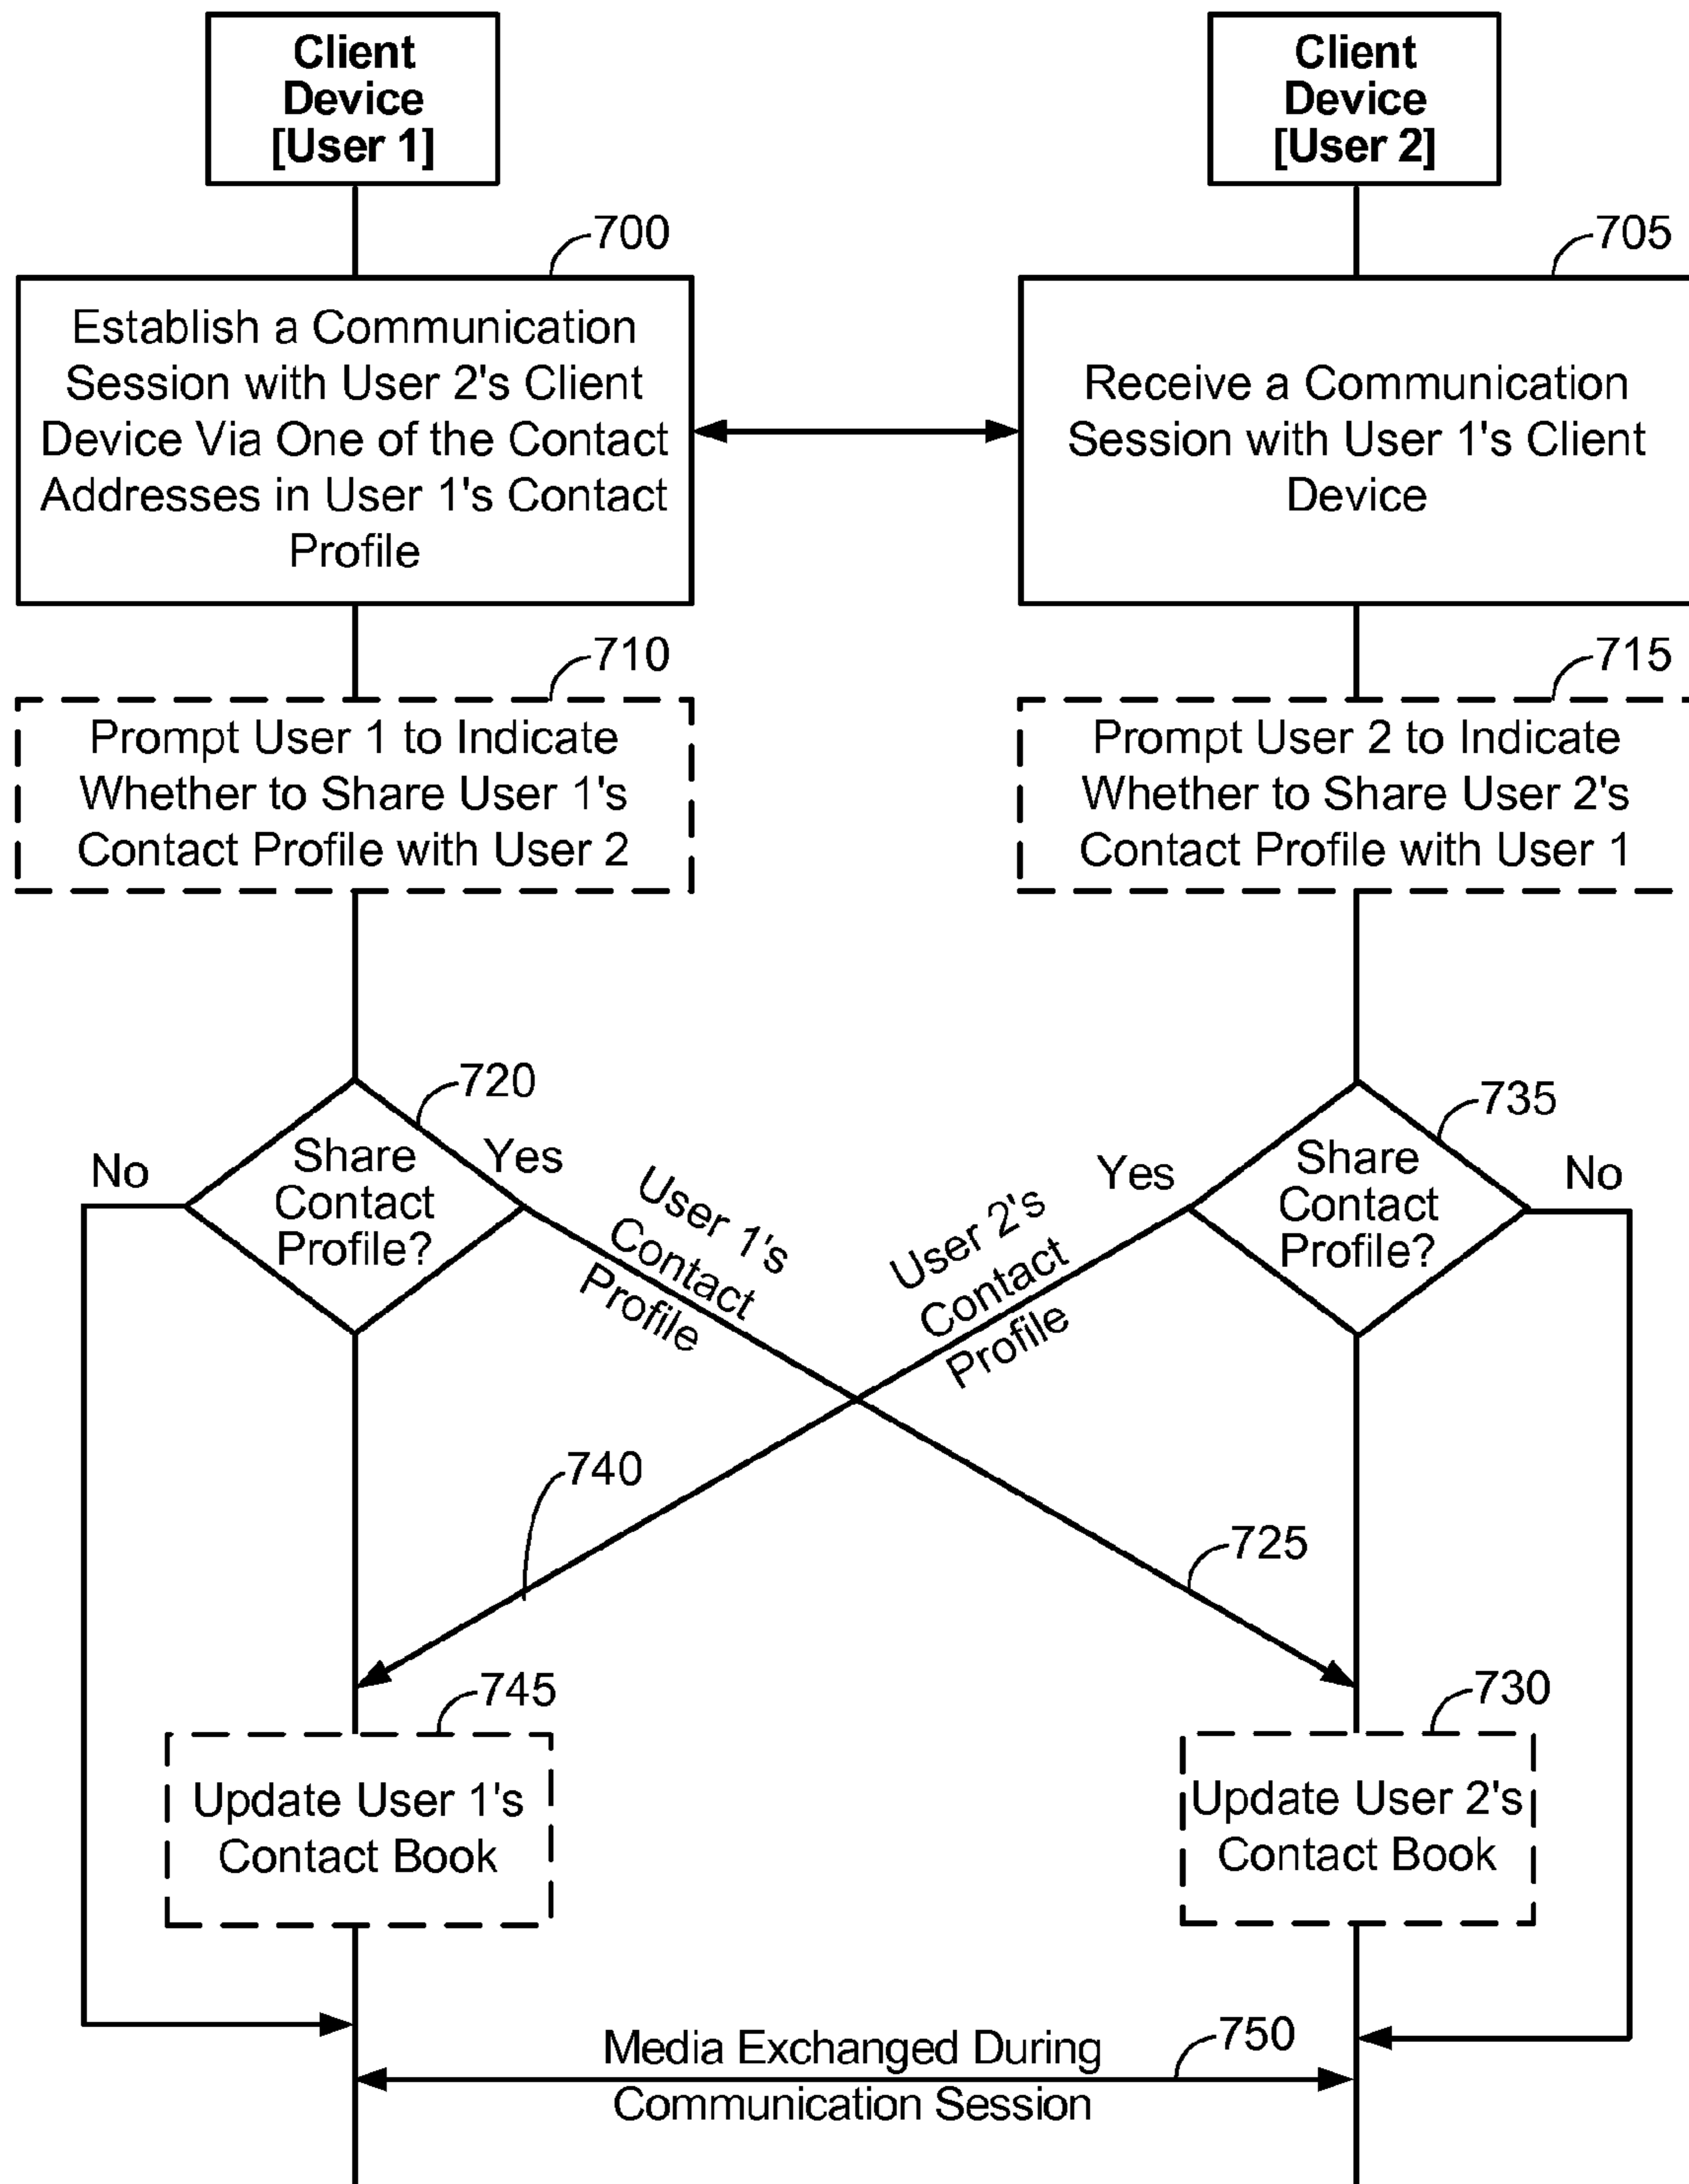 Client
Device
[User 1]
Client
Device
[User 2]
700
705
Establish a Communication
Session with User 2's Client
Device Via One of the Contact
Addresses in User 1's Contact
Profile
Receive a Communication
Session with User 1's Client
Device
710
715
Prompt User 1 to Indicate
Whether to Share User 1's
Contact Profile with User 2
Prompt User 2 to Indicate
Whether to Share User 2's
Contact Profile with User 1
720
735
No
Share
Contact
Profile?
Yes
User 1's
Contact
Profile
User 2's
Contact
Profile
Yes
Share
Contact
Profile?
No
740
725
745
730
Update User 1's
Contact Book
Update User 2's
Contact Book
750
Media Exchanged During
Communication Session